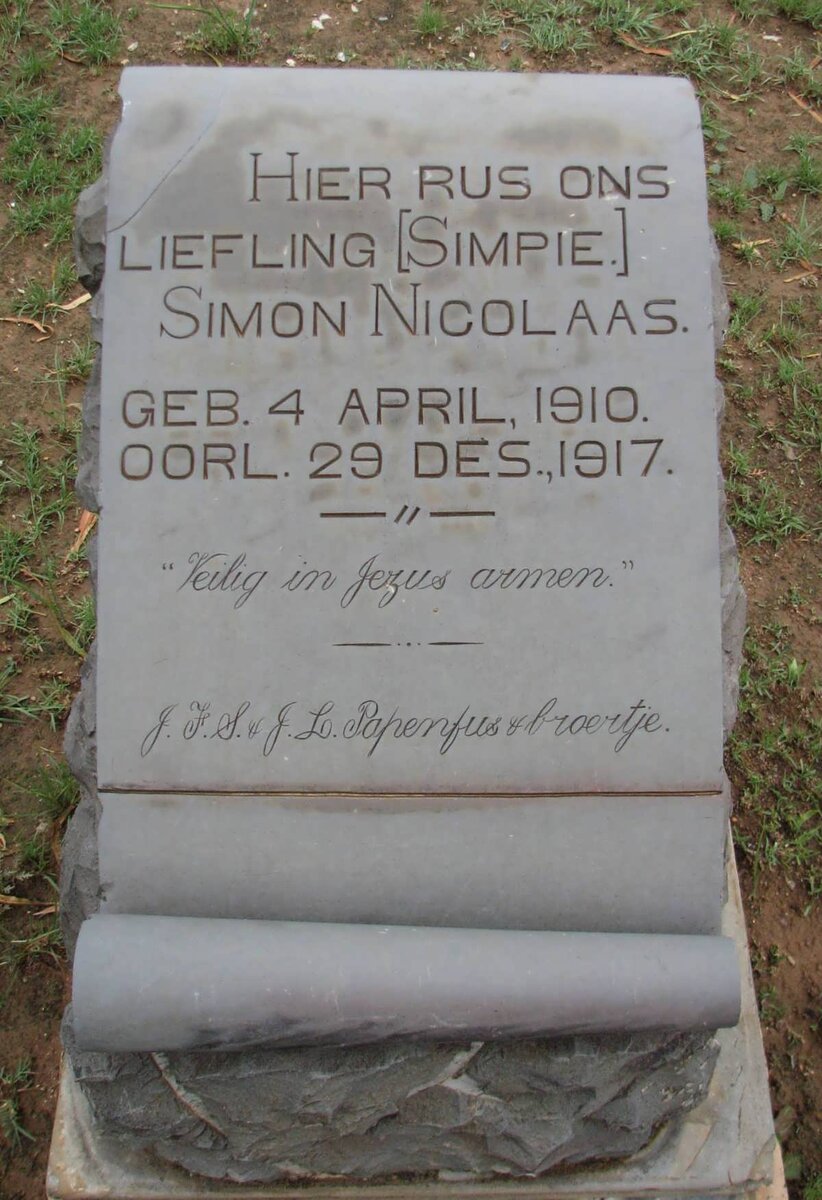 HIER RUS ONS
LIEFLING [SIMPIE.]
SIMON NICOLAAS.
GEB. 4 APRIL, 1910.
OORL. 29 DES., 1917.
"Veilig in Jezus armen."
J. F. S. & J. L. Papenfus & broertje.